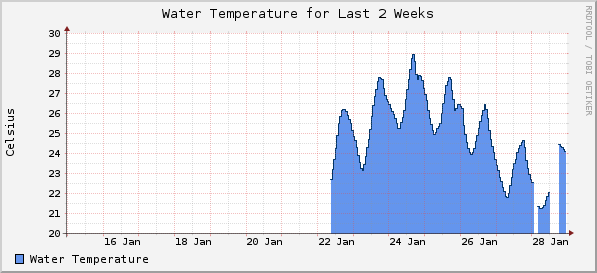 Water Temperature for Last 2 Weeks
RRDTOOL / TOBI OETIKER
Celsius
30
29
28
27
26
25
24
23
22
21
20
16 Jan 18 Jan 20 Jan 22 Jan 24 Jan 26 Jan 28 Jan
Water Temperature